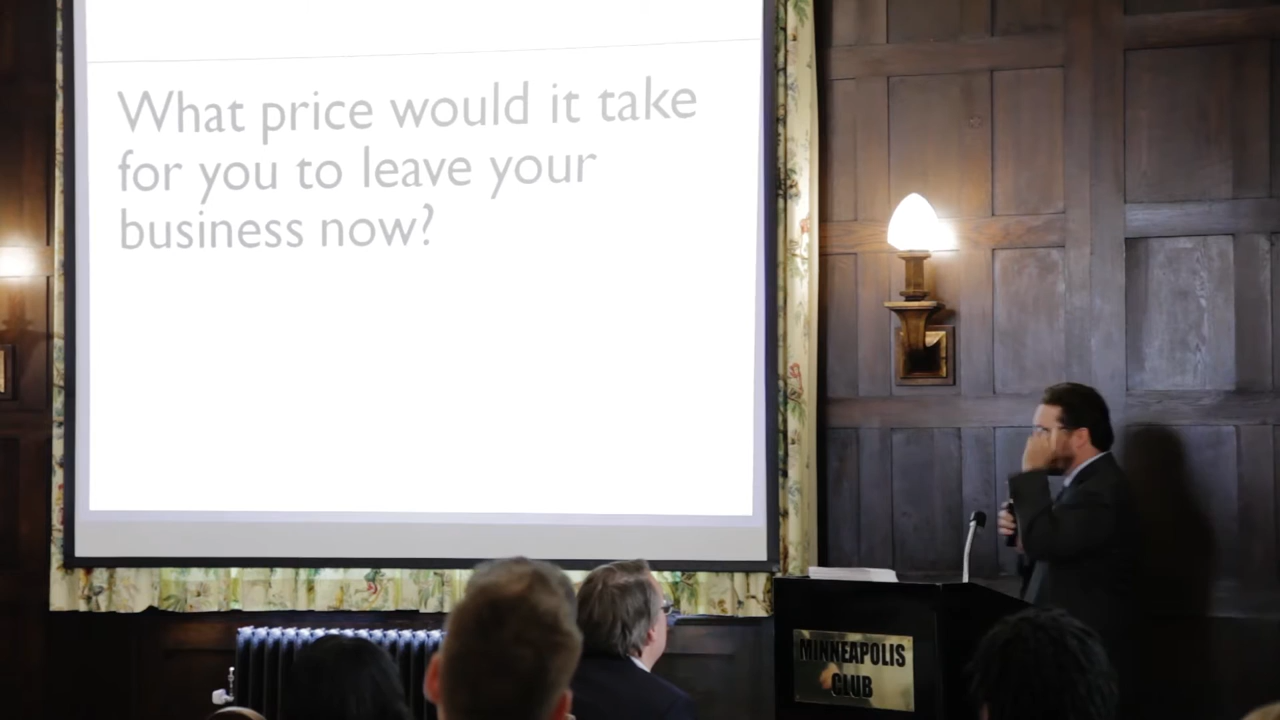 What price would it take
for you to leave your
business now?
MINNEAPOLIS
CLUB